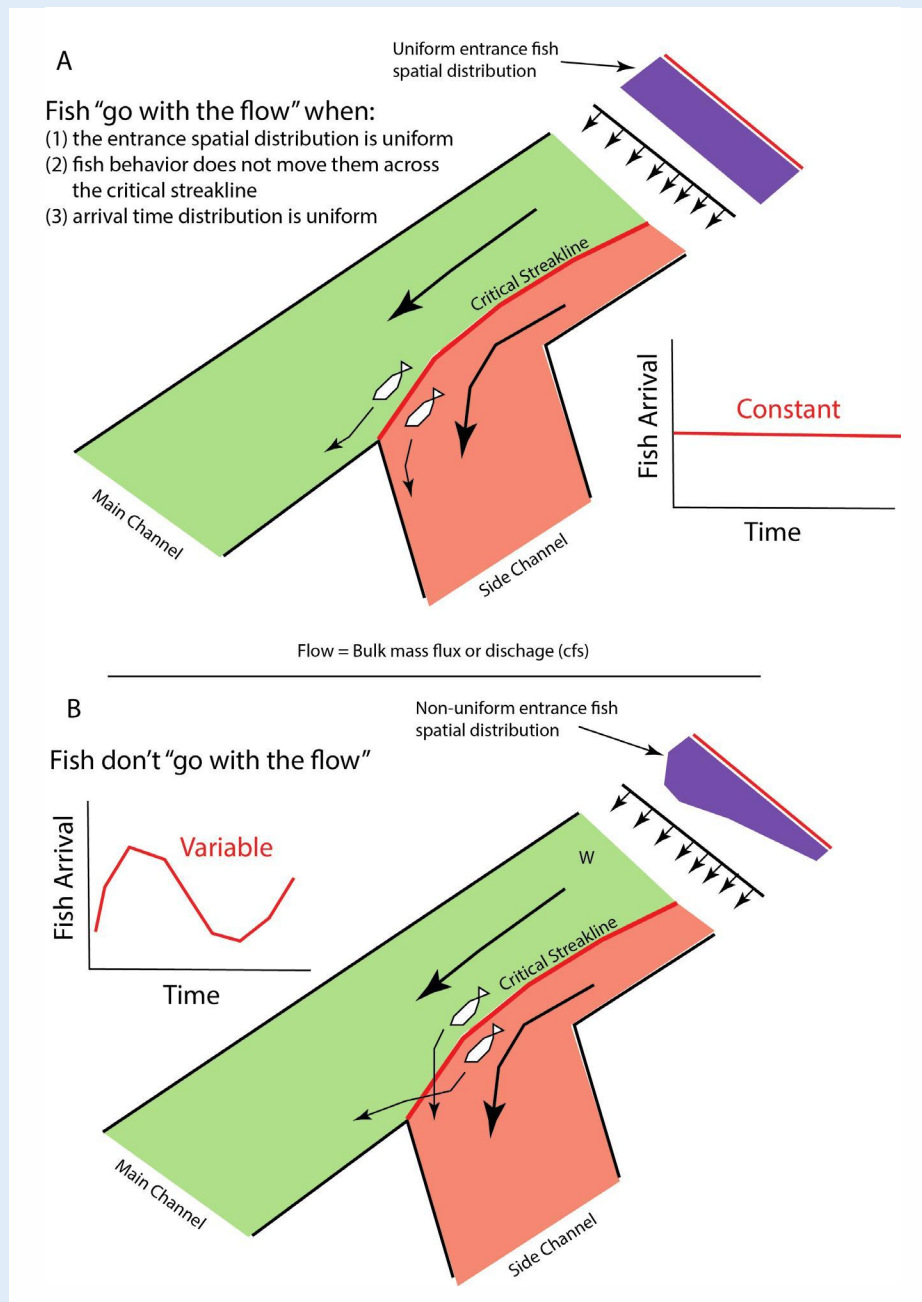 A
Uniform entrance fish
spatial distribution
Fish “go with the flow” when:
(1) the entrance spatial distribution is uniform
(2) fish behavior does not move them across
the critical streakline
(3) arrival time distribution is uniform
Critical Streakline
Fish Arrival
Constant
Time
Main Channel
Side Channel
Flow = Bulk mass flux or dischage (cfs)
B
Non-uniform entrance fish
spatial distribution
Fish don’t “go with the flow”
Fish Arrival
Variable
Time
W
Critical Streakline
Main Channel
Side Channel